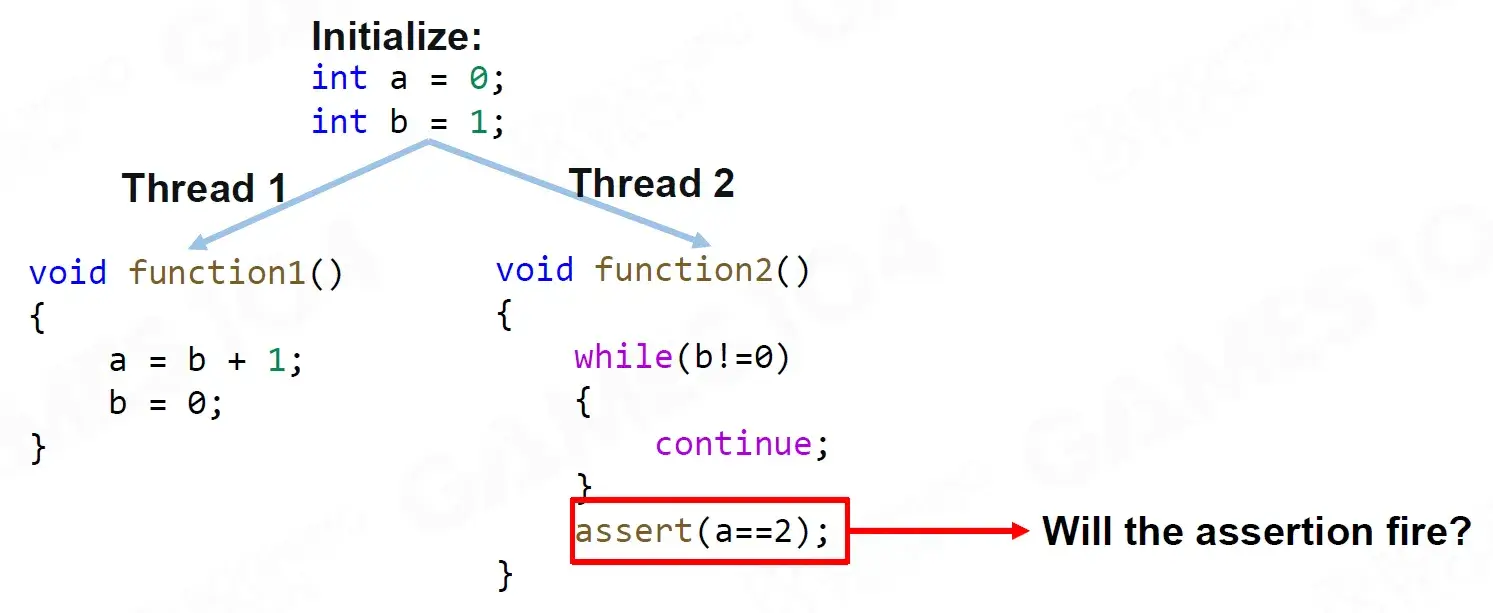 Initialize:
int a = 0;
int b = 1;
Thread 1
Thread 2
void function1()
{
a = b + 1;
b = 0;
}
void function2()
{
while(b!=0)
{
continue;
}
assert(a==2);
}
Will the assertion fire?
GAMES104